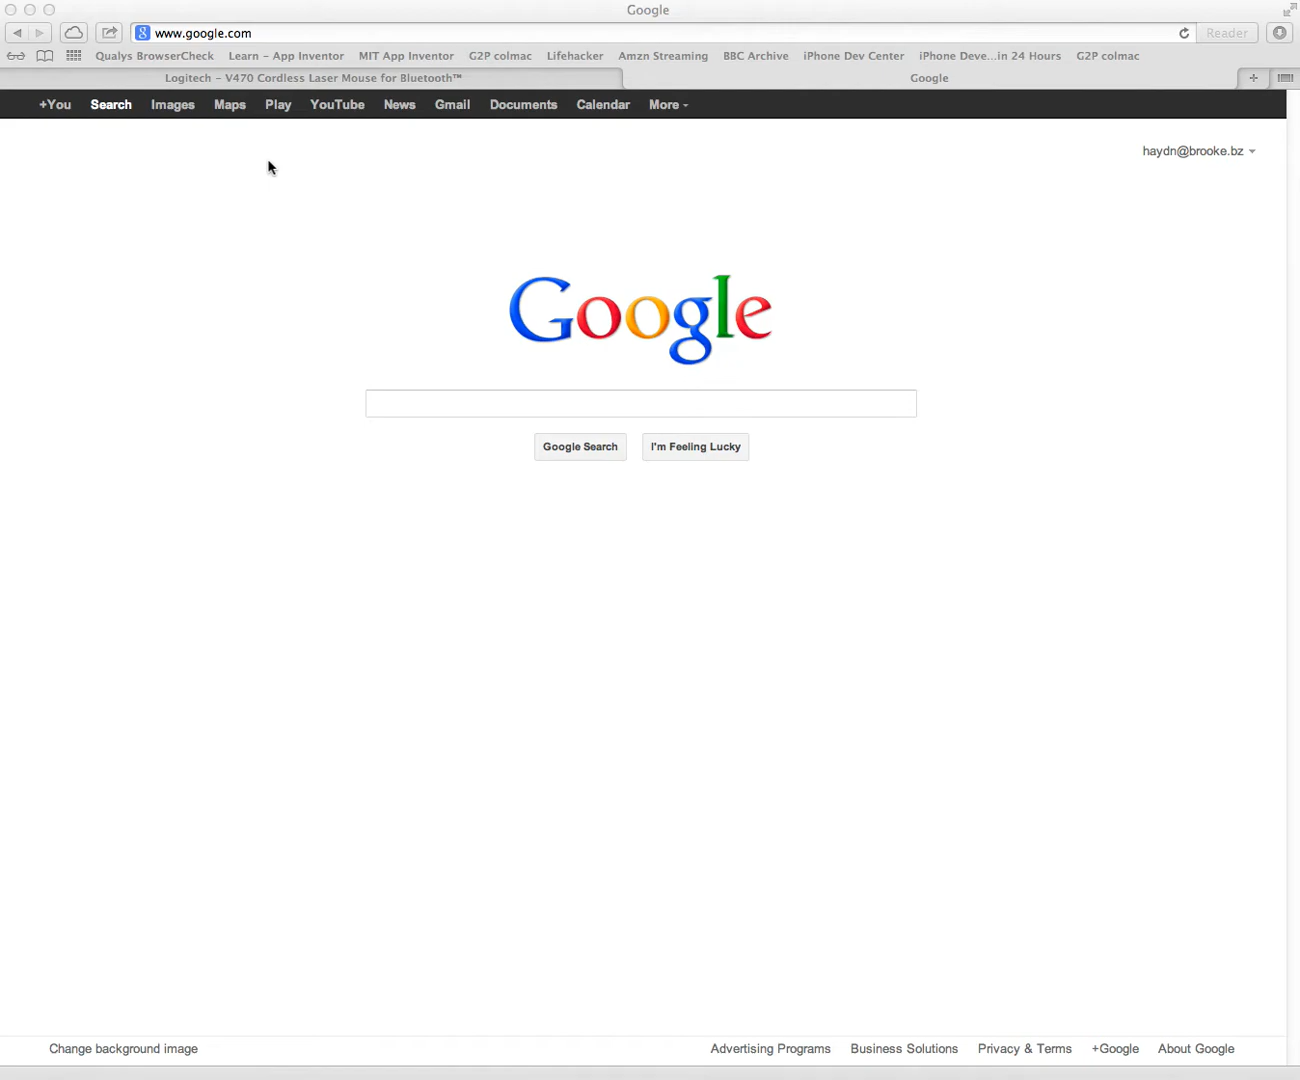 Google
www.google.com
Reader
Qualys BrowserCheck Learn – App Inventor MIT App Inventor G2P colmac Lifehacker Amzn Streaming BBC Archive iPhone Dev Center iPhone Deve...in 24 Hours G2P colmac
Logitech – V470 Cordless Laser Mouse for Bluetooth™ Google
+You Search Images Maps Play YouTube News Gmail Documents Calendar More
haydn@brooke.bz
Google
Google Search I'm Feeling Lucky
Change background image Advertising Programs Business Solutions Privacy & Terms +Google About Google